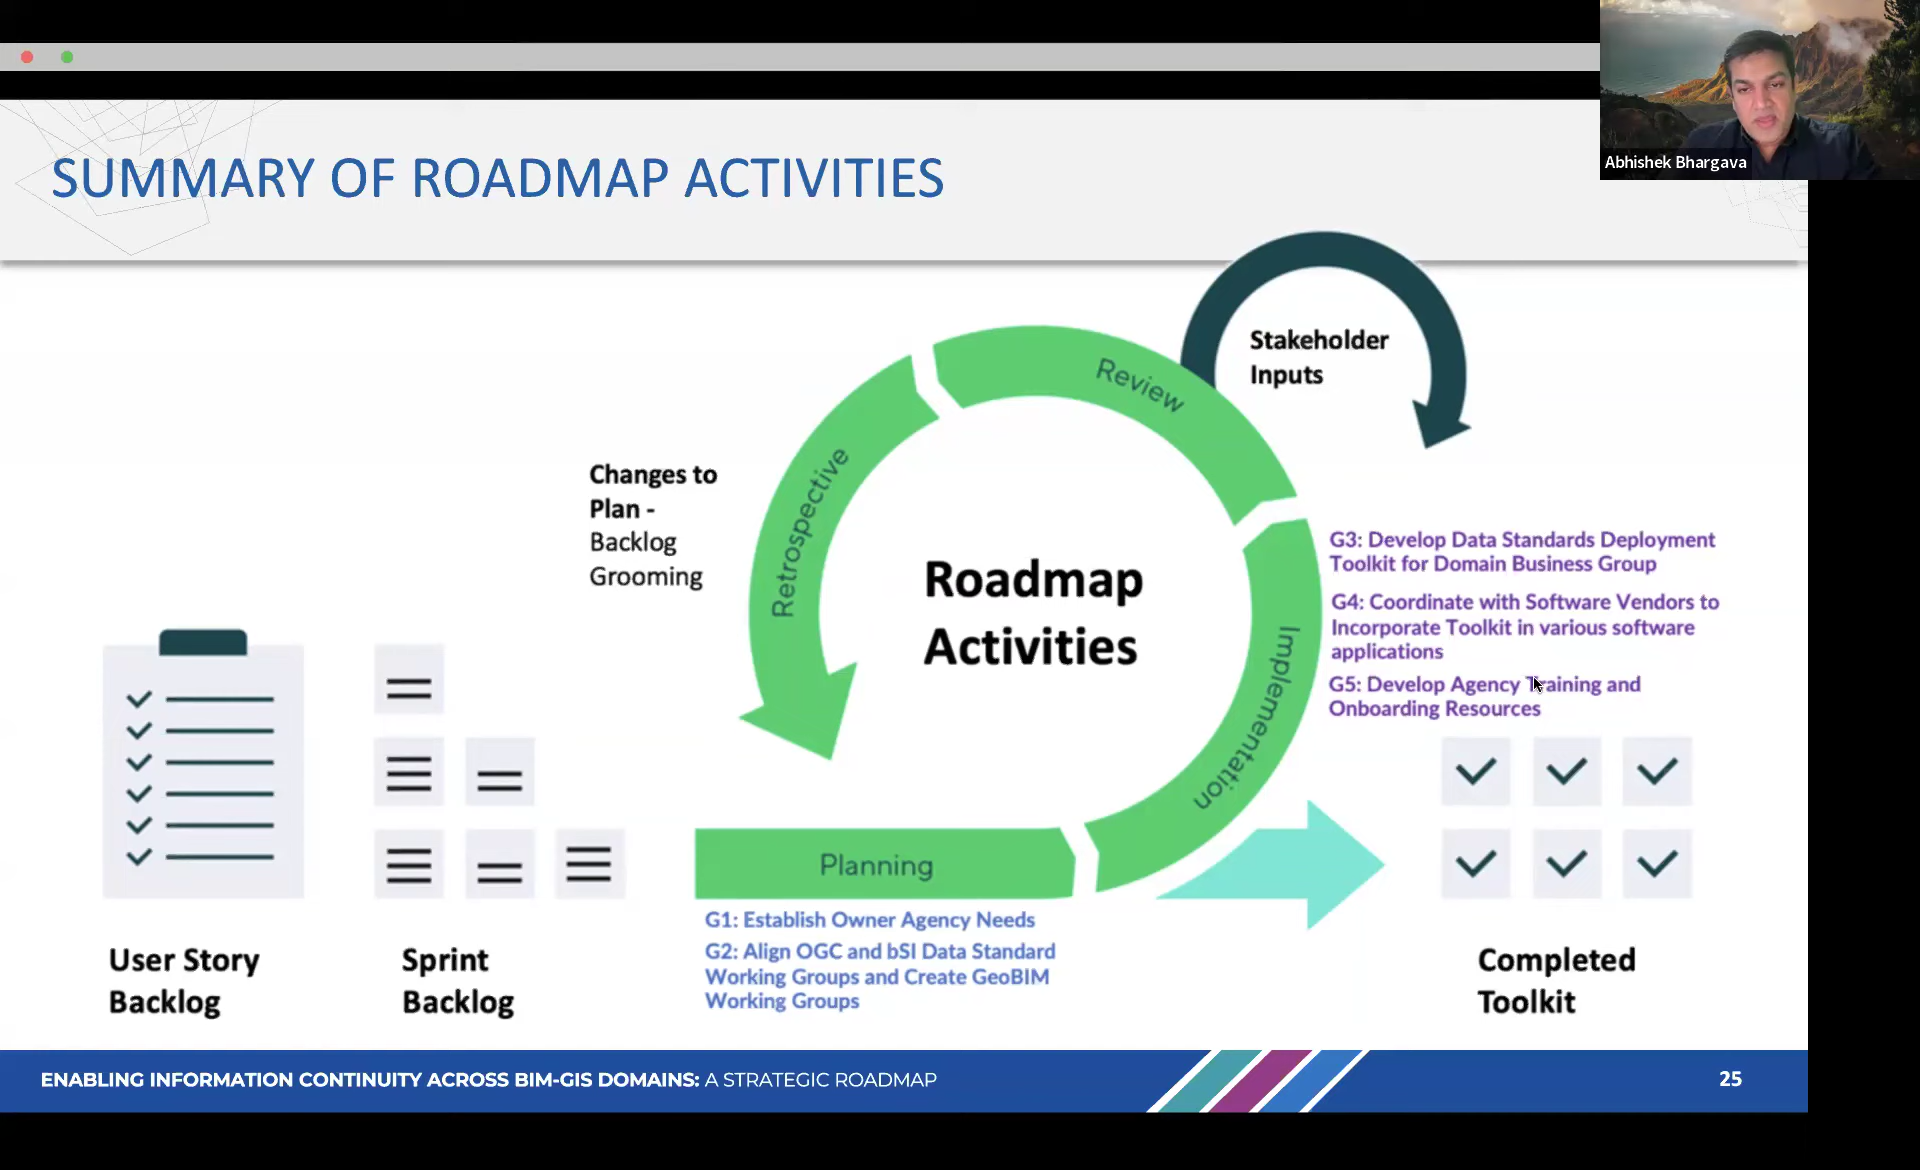 Abhishek Bhargava
SUMMARY OF ROADMAP ACTIVITIES
Stakeholder
Inputs
Review
Retrospective
Changes to
Plan -
Backlog
Grooming
Roadmap
Activities
Implementation
G3: Develop Data Standards Deployment
Toolkit for Domain Business Group
G4: Coordinate with Software Vendors to
Incorporate Toolkit in various software
applications
G5: Develop Agency Training and
Onboarding Resources
Planning
G1: Establish Owner Agency Needs
G2: Align OGC and bSI Data Standard
Working Groups and Create GeoBIM
Working Groups
User Story
Backlog
Sprint
Backlog
Completed
Toolkit
ENABLING INFORMATION CONTINUITY ACROSS BIM-GIS DOMAINS: A STRATEGIC ROADMAP
25